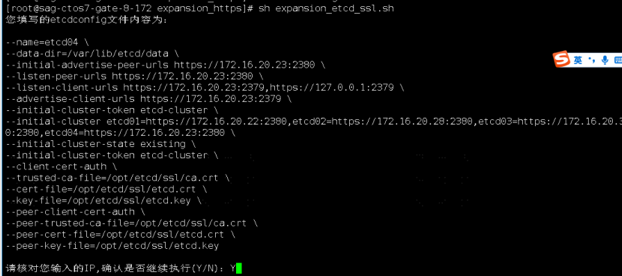 [root@sag-ctos7-gate-8-172 expansion_https]# sh expansion_etcd_ssl.sh
您填写的etcdconfig文件内容为:
--name=etcd04 \
--data-dir=/var/lib/etcd/data \
--initial-advertise-peer-urls https://172.16.20.23:2380 \
--listen-peer-urls https://172.16.20.23:2380 \
--listen-client-urls https://172.16.20.23:2379,https://127.0.0.1:2379 \
--advertise-client-urls https://172.16.20.23:2379 \
--initial-cluster-token etcd-cluster \
--initial-cluster etcd01=https://172.16.20.22:2380,etcd02=https://172.16.20.28:2380,etcd03=https://172.16.20.3
0:2380,etcd04=https://172.16.20.23:2380 \
--initial-cluster-state existing \
--initial-cluster-token etcd-cluster \
--client-cert-auth \
--trusted-ca-file=/opt/etcd/ssl/ca.crt \
--cert-file=/opt/etcd/ssl/etcd.crt \
--key-file=/opt/etcd/ssl/etcd.key \
--peer-client-cert-auth \
--peer-trusted-ca-file=/opt/etcd/ssl/ca.crt \
--peer-cert-file=/opt/etcd/ssl/etcd.crt \
--peer-key-file=/opt/etcd/ssl/etcd.key
请核对您输入的IP,确认是否继续执行(Y/N): Y
S 英